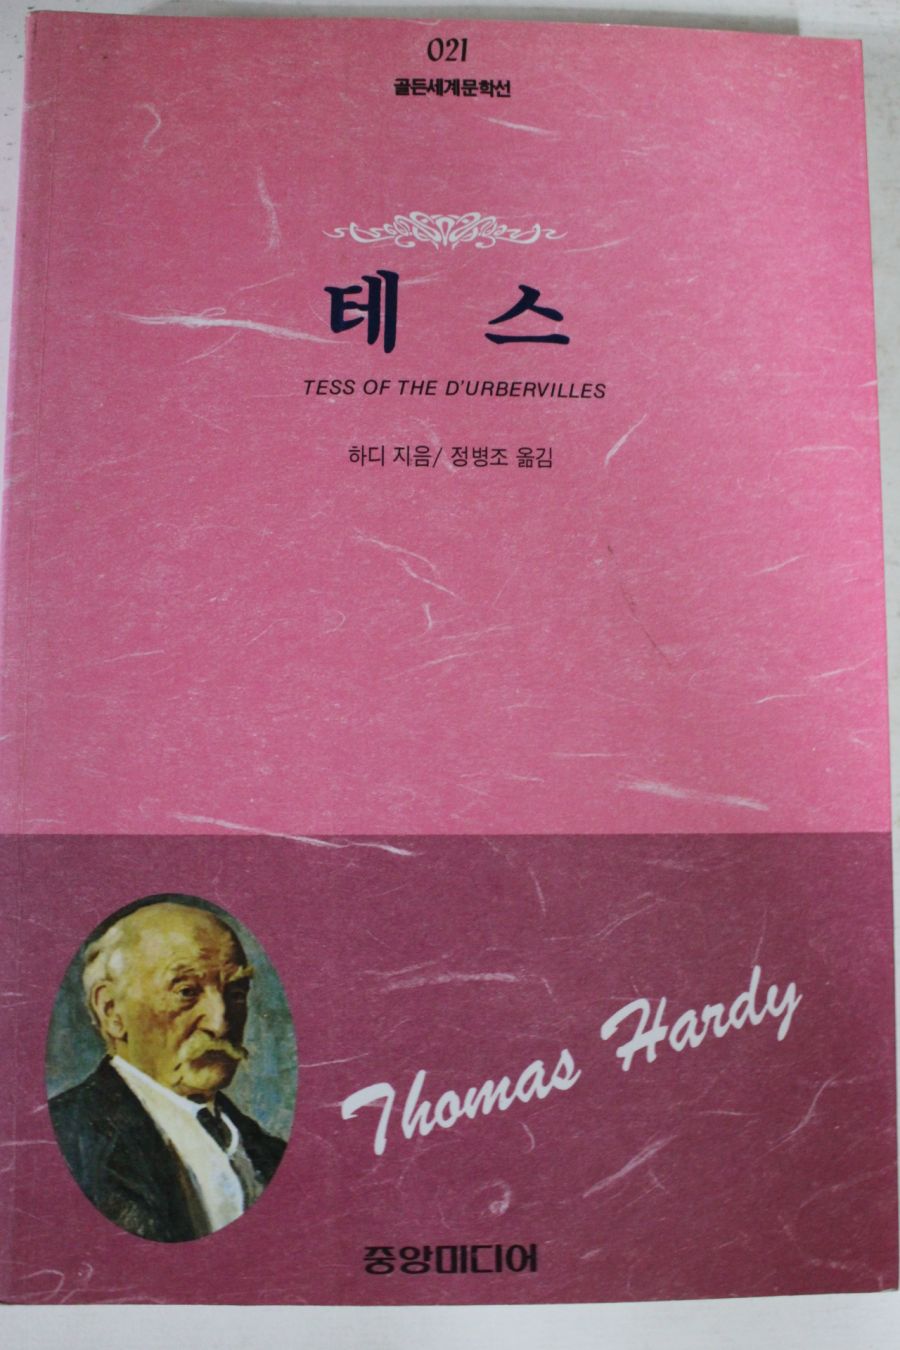 021
골든세계문학선
테 스
TESS OF THE D'URBERVILLES
하디 지음/ 정병조 옮김
Thomas Hardy
중앙미디어